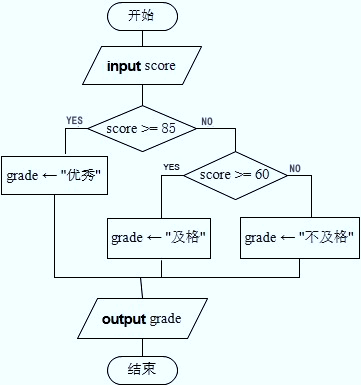 开始
input score
score >= 85
YES
NO
grade ← "优秀"
score >= 60
YES
NO
grade ← "及格"
grade ← "不及格"
output grade
结束